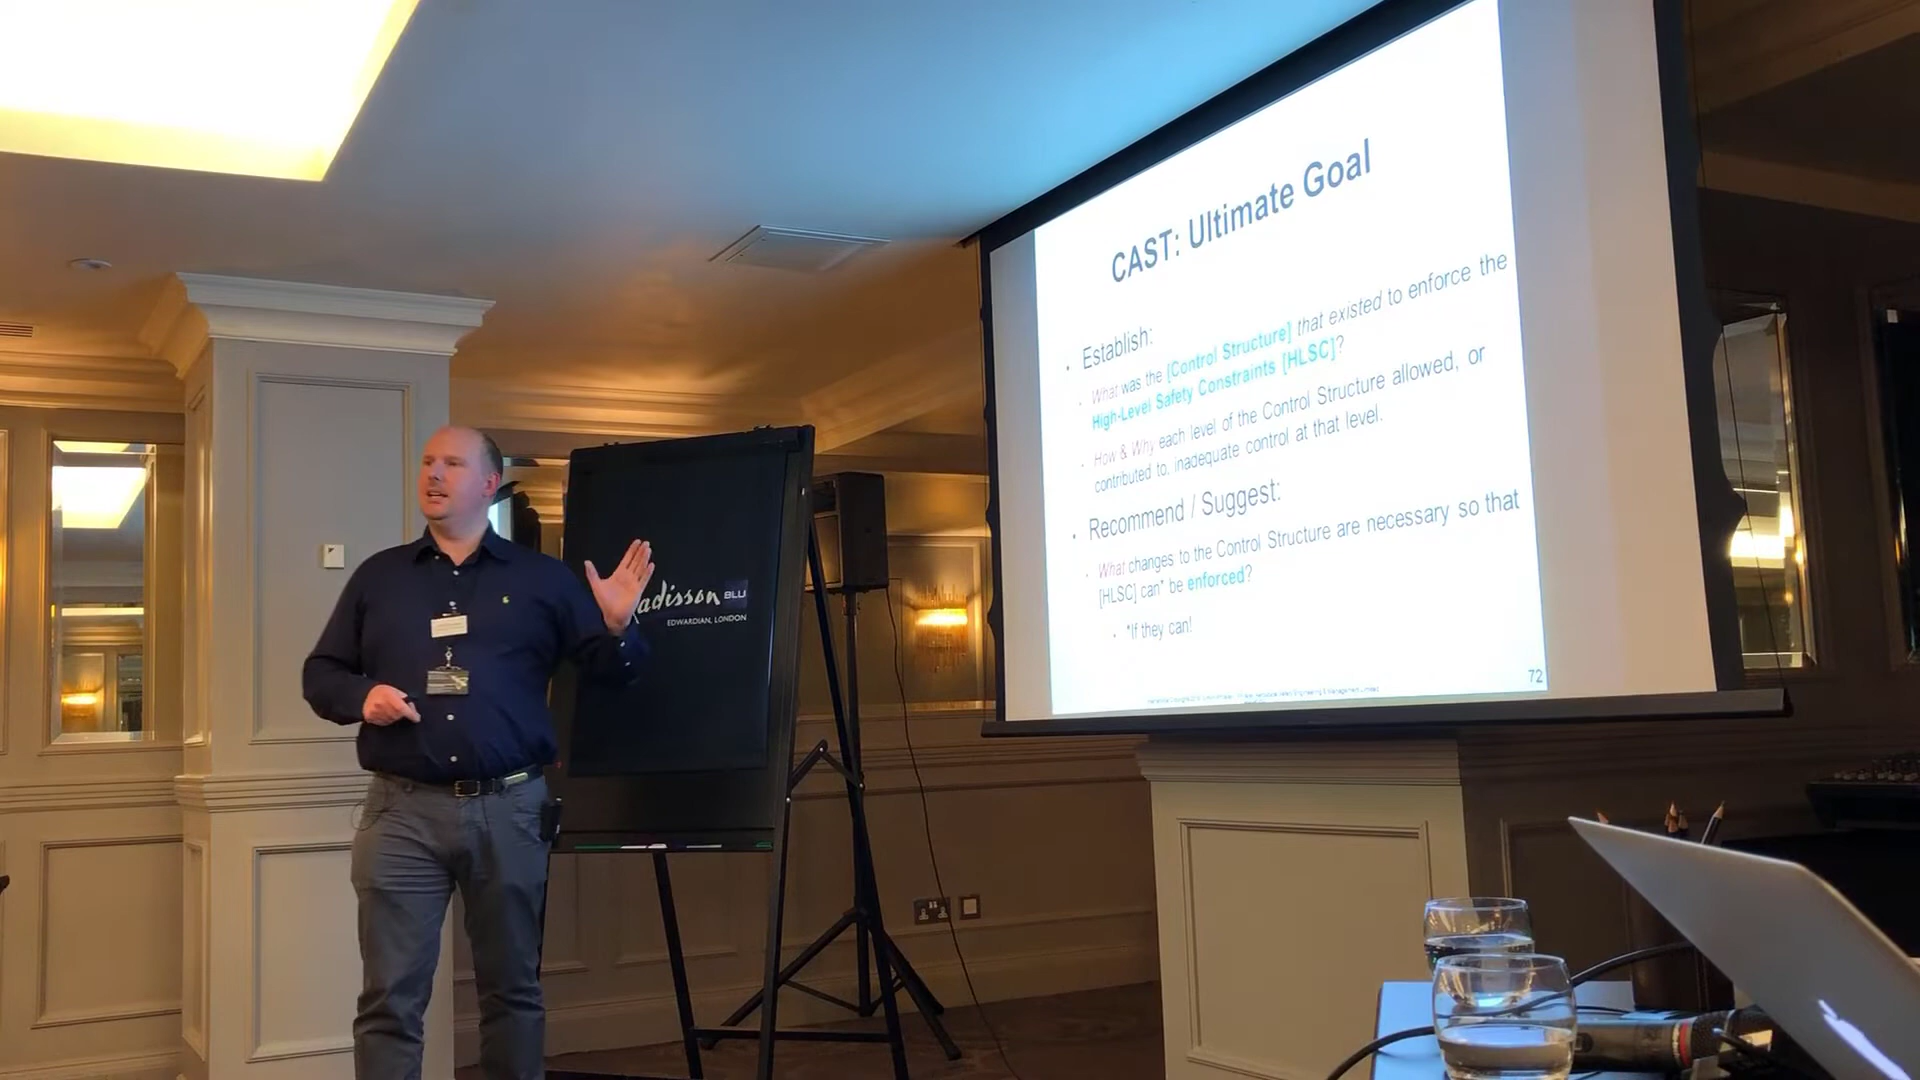 CAST: Ultimate Goal
• Establish:
• What was the [Control Structure] that existed to enforce the
High-Level Safety Constraints [HLSC]?
• How & Why each level of the Control Structure allowed, or
contributed to, inadequate control at that level.
• Recommend / Suggest:
• What changes to the Control Structure are necessary so that
[HLSC] can* be enforced?
• *If they can!
72
adisson BLU
EDWARDIAN, LONDON